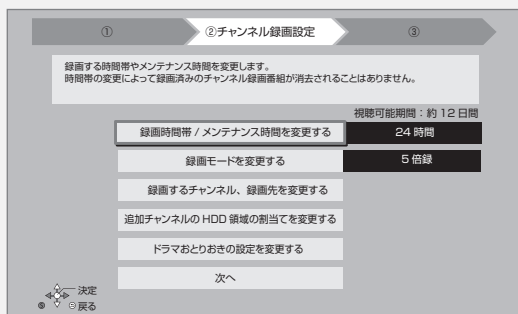 ①
②チャンネル録画設定
③
録画する時間帯やメンテナンス時間を変更します。
時間帯の変更によって録画済みのチャンネル録画番組が消去されることはありません。
視聴可能期間：約 12 日間
録画時間帯 / メンテナンス時間を変更する
24 時間
録画モードを変更する
5 倍録
録画するチャンネル、録画先を変更する
追加チャンネルの HDD 領域の割当てを変更する
ドラマおとりおきの設定を変更する
次へ
決定
戻る